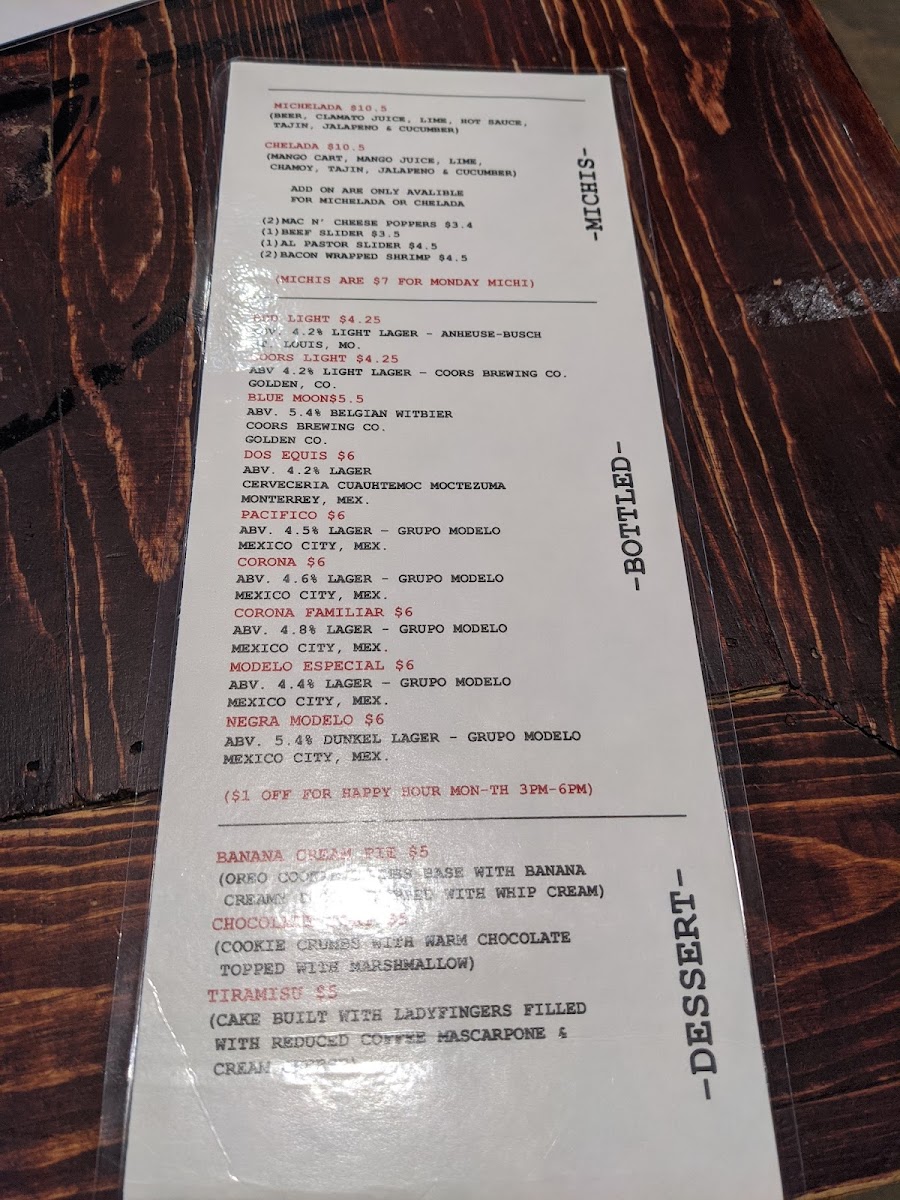 MICHELADA $10.5
(BEER, CLAMATO JUICE, LIME, HOT SAUCE,
TAJIN, JALAPENO & CUCUMBER)
CHELADA $10.5
(MANGO CART, MANGO JUICE, LIME,
CHAMOY, TAJIN, JALAPENO & CUCUMBER)
ADD ON ARE ONLY AVALIBLE
FOR MICHELADA OR CHELADA
(2)MAC N' CHEESE POPPERS $3.4
(1)BEEF SLIDER $3.5
(1)AL PASTOR SLIDER $4.5
(2)BACON WRAPPED SHRIMP $4.5
(MICHIS ARE $7 FOR MONDAY MICHI)
-MICHIS-
LIGHT $4.25
4.2% LIGHT LAGER - ANHEUSE-BUSCH
LOUIS, MO.
COORS LIGHT $4.25
ABV 4.2% LIGHT LAGER - COORS BREWING CO.
GOLDEN, CO.
BLUE MOON$5.5
ABV. 5.4% BELGIAN WITBIER
COORS BREWING CO.
GOLDEN CO.
DOS EQUIS $6
ABV. 4.2% LAGER
CERVECERIA CUAUHTEMOC MOCTEZUMA
MONTERREY, MEX.
PACIFICO $6
ABV. 4.5% LAGER - GRUPO MODELO
MEXICO CITY, MEX.
CORONA $6
ABV. 4.6% LAGER - GRUPO MODELO
MEXICO CITY, MEX.
CORONA FAMILIAR $6
ABV. 4.8% LAGER - GRUPO MODELO
MEXICO CITY, MEX.
MODELO ESPECIAL $6
ABV. 4.4% LAGER - GRUPO MODELO
MEXICO CITY, MEX.
NEGRA MODELO $6
ABV. 5.4% DUNKEL LAGER - GRUPO MODELO
MEXICO CITY, MEX.
($1 OFF FOR HAPPY HOUR MON-TH 3PM-6PM)
-BOTTLED-
BANANA CREAM PIE $5
(OREO BASE WITH BANANA
WITH WHIP CREAM)
$5
(COOKIE CRUMBS WITH WARM CHOCOLATE
TOPPED WITH MARSHMALLOW)
TIRAMISU $5
(CAKE BUILT WITH LADYFINGERS FILLED
WITH REDUCED COFFEE MASCARPONE &
CREAM
-DESSERT-